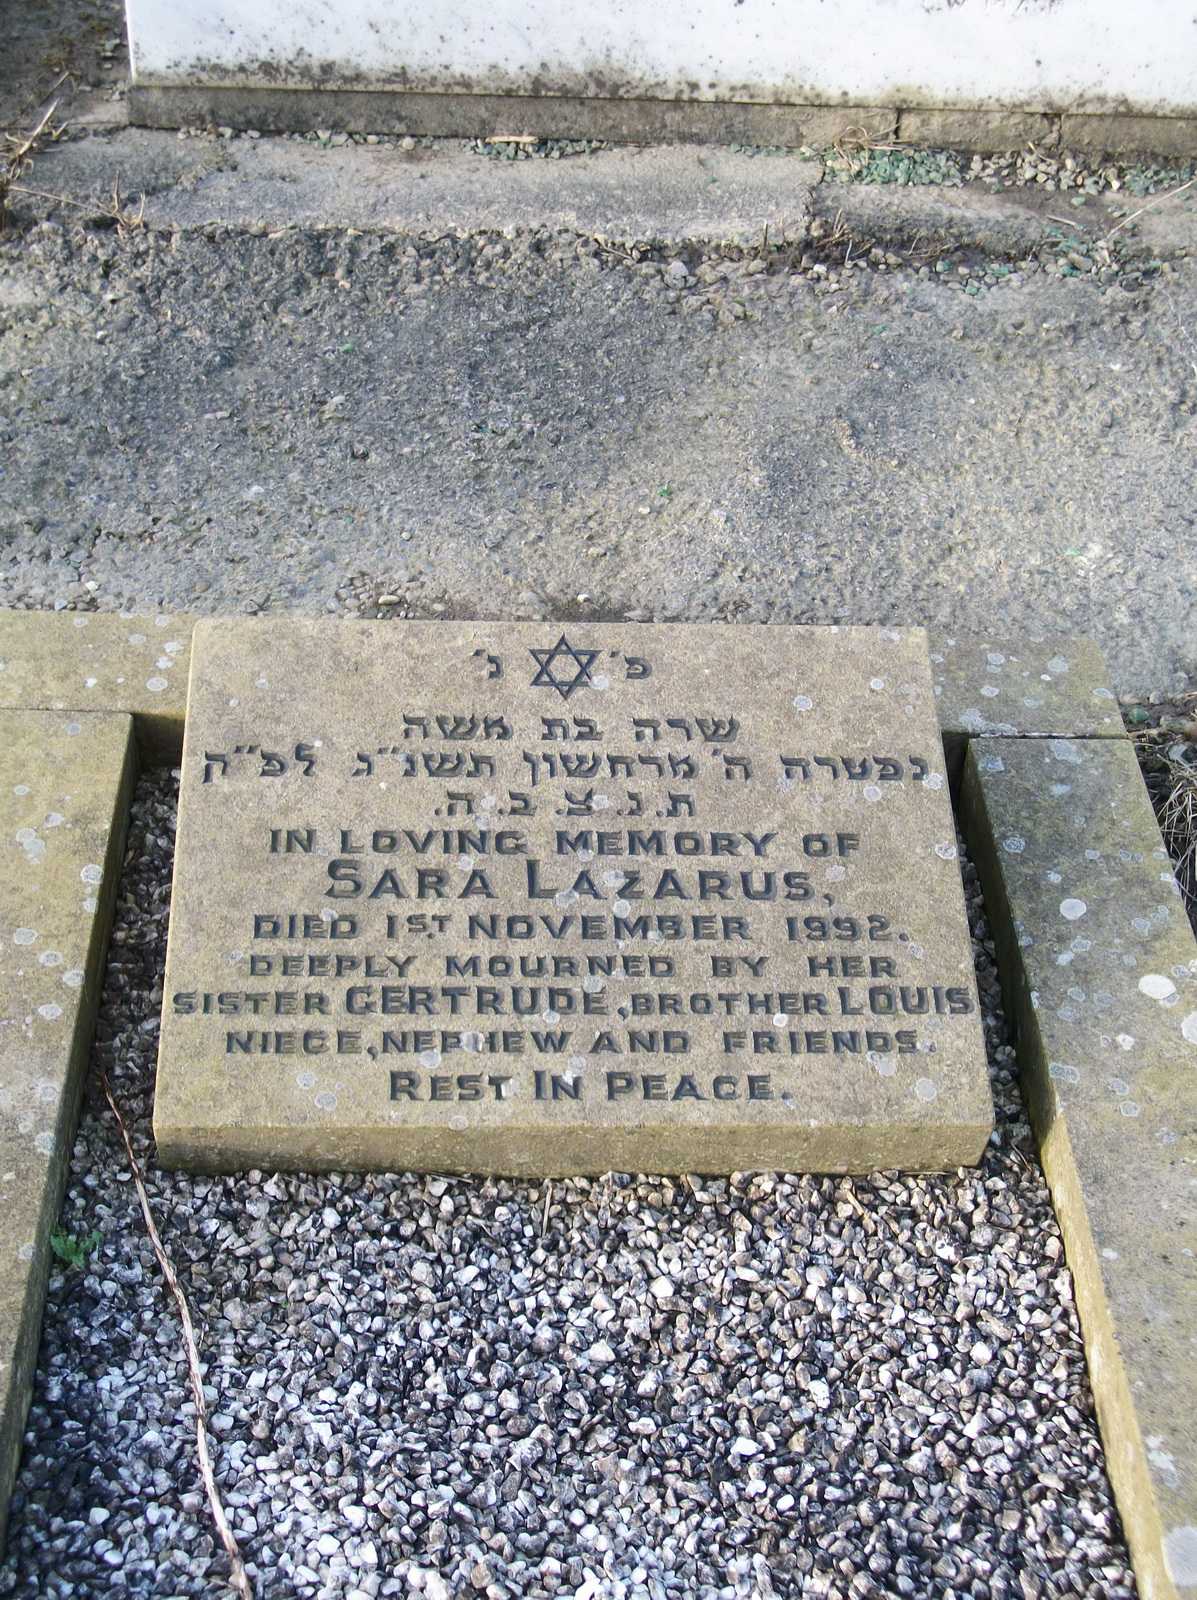 פ׳ נ׳
שרה בת משה
נפטרה ה׳ מרחשון תשנ״ג לפ״ק
ת.נ.צ.ב.ה.
IN LOVING MEMORY OF
SARA LAZARUS,
DIED 1ST NOVEMBER 1992.
DEEPLY MOURNED BY HER
SISTER GERTRUDE, BROTHER LOUIS
NIECE, NEPHEW AND FRIENDS.
REST IN PEACE.